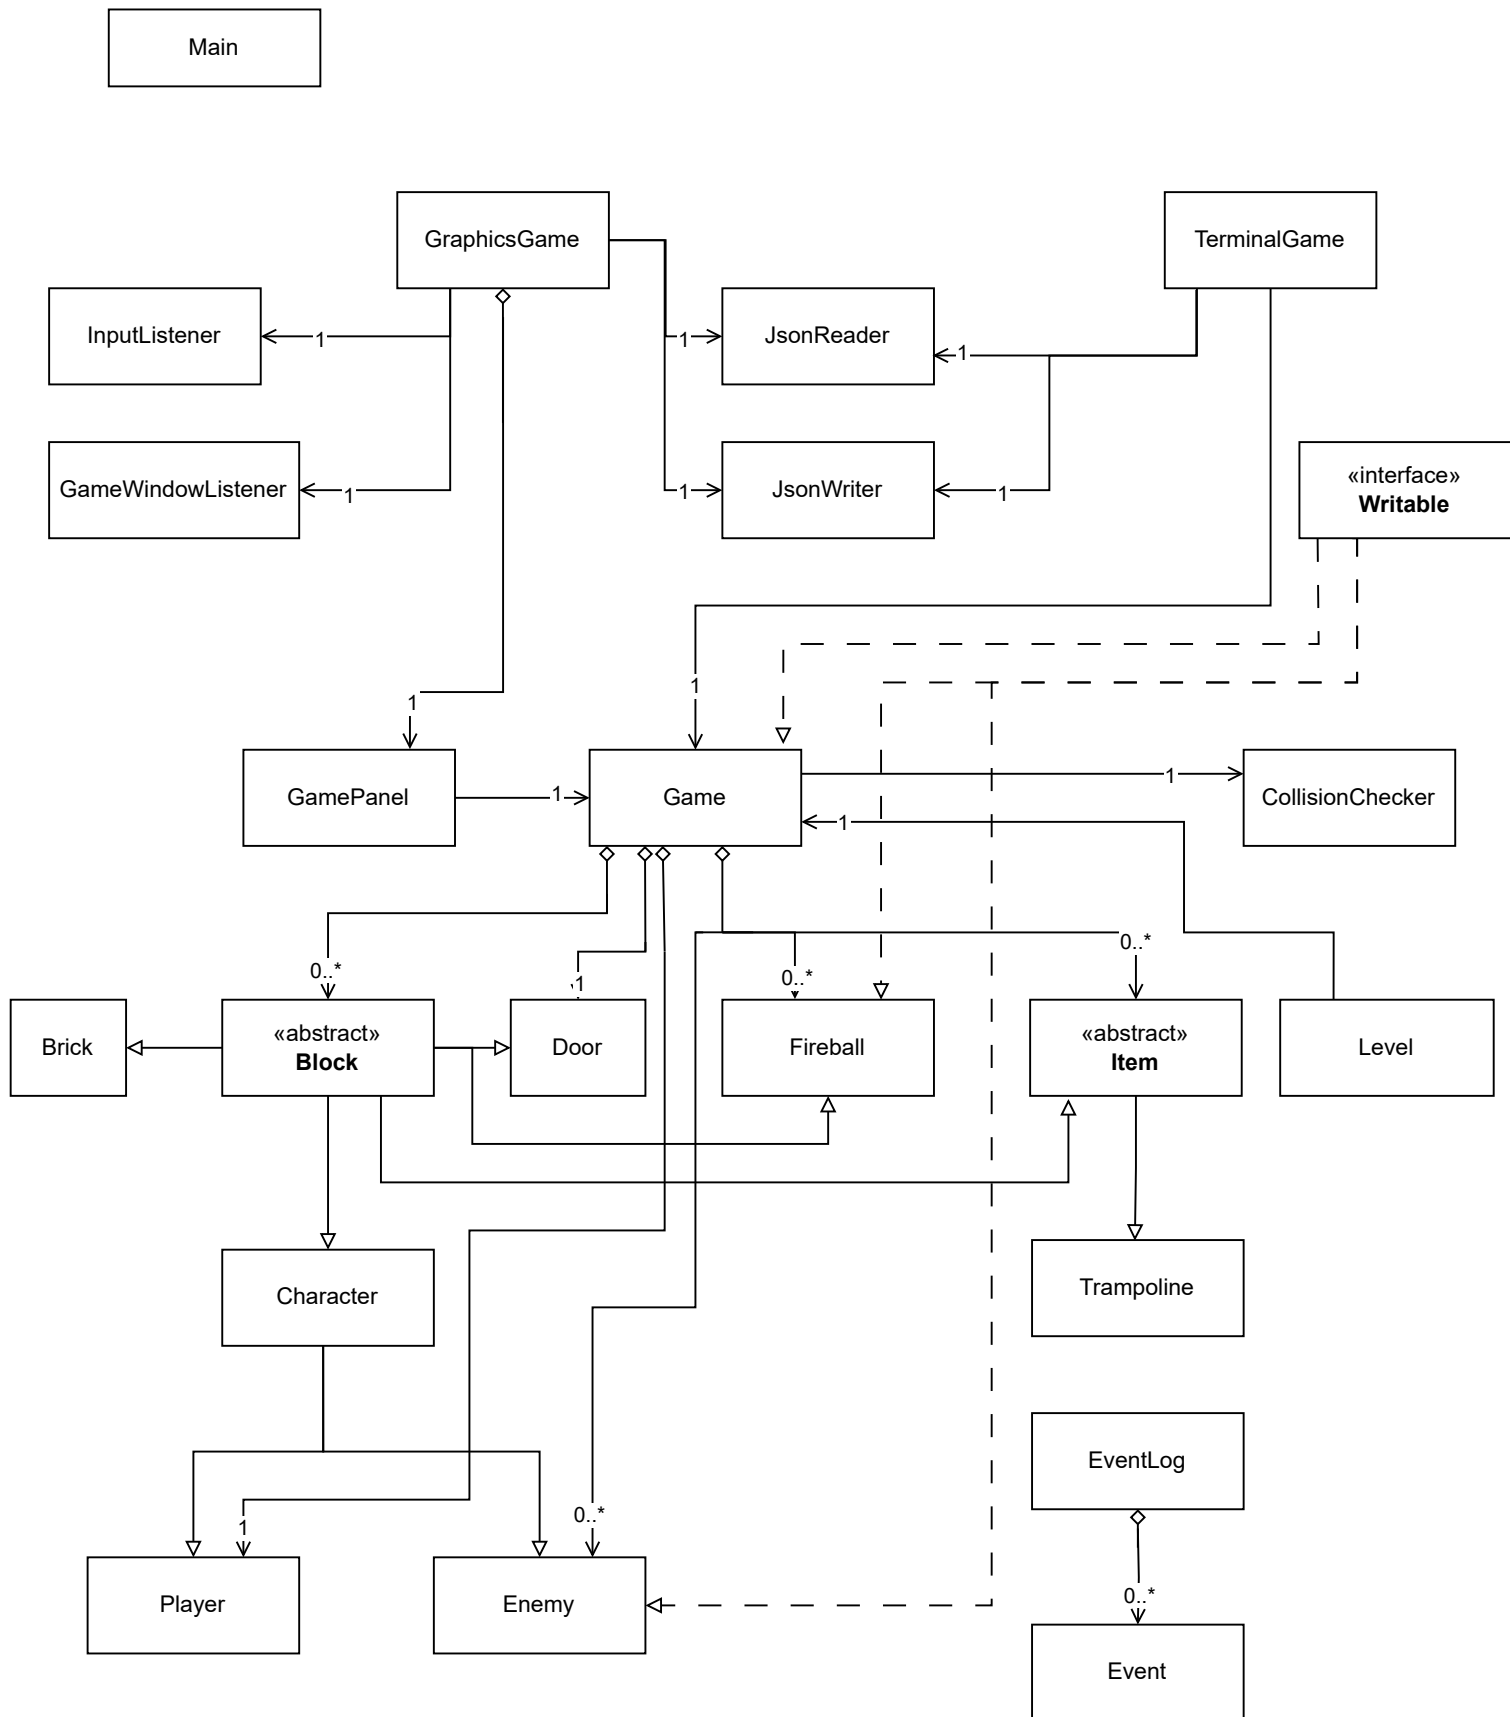 Main
GraphicsGame
TerminalGame
InputListener
1
1
JsonReader
1
GameWindowListener
1
1
JsonWriter
1
«interface»
Writable
1
1
GamePanel
1
Game
1
CollisionChecker
1
0..*
0..*
1
0..*
Brick
«abstract»
Block
Door
Fireball
«abstract»
Item
Level
Character
Trampoline
EventLog
1
0..*
Player
Enemy
0..*
Event